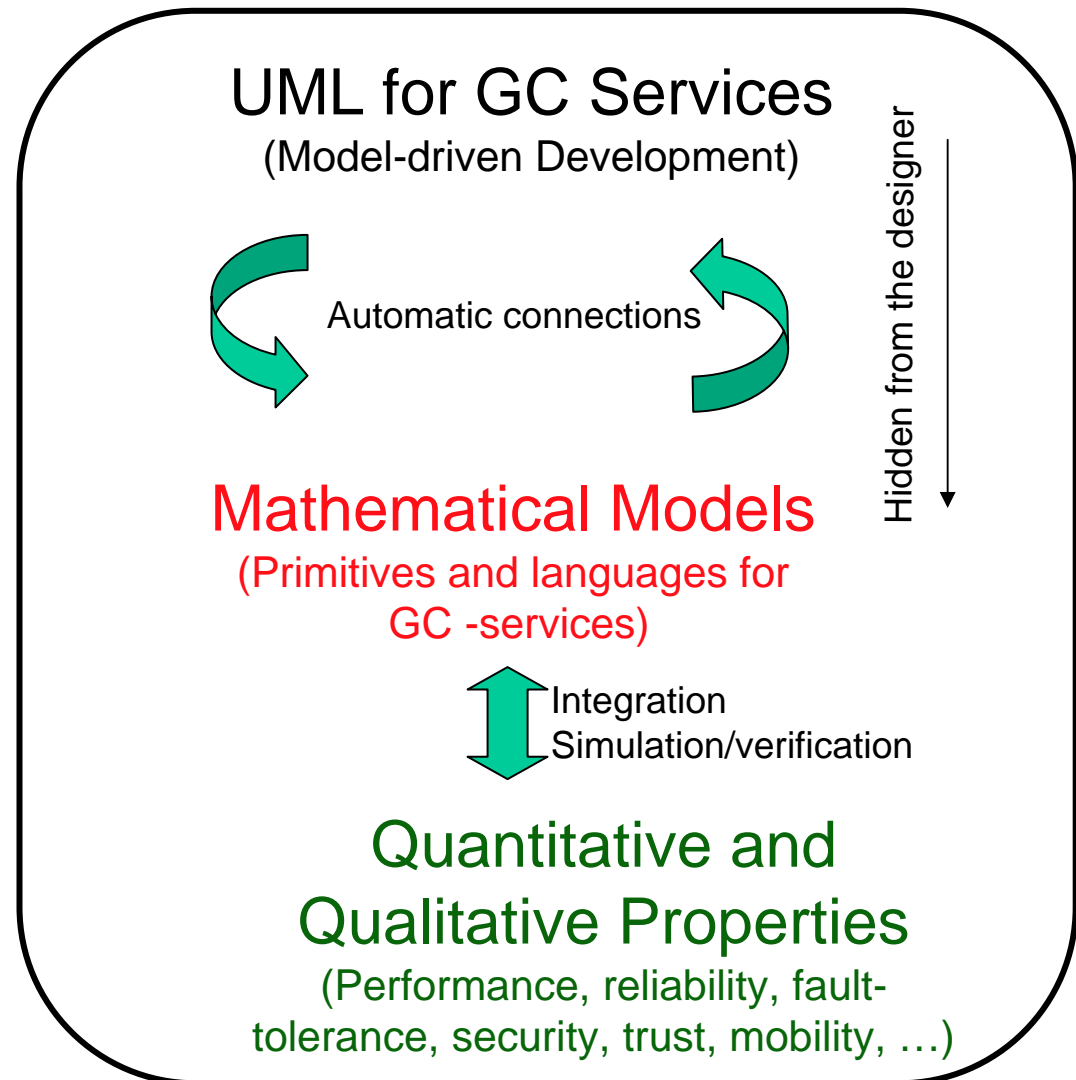 UML for GC Services
(Model-driven Development)
Hidden from the designer
Automatic connections
Mathematical Models
(Primitives and languages for
GC -services)
Integration
Simulation/verification
Quantitative and
Qualitative Properties
(Performance, reliability, fault-
tolerance, security, trust, mobility, …)